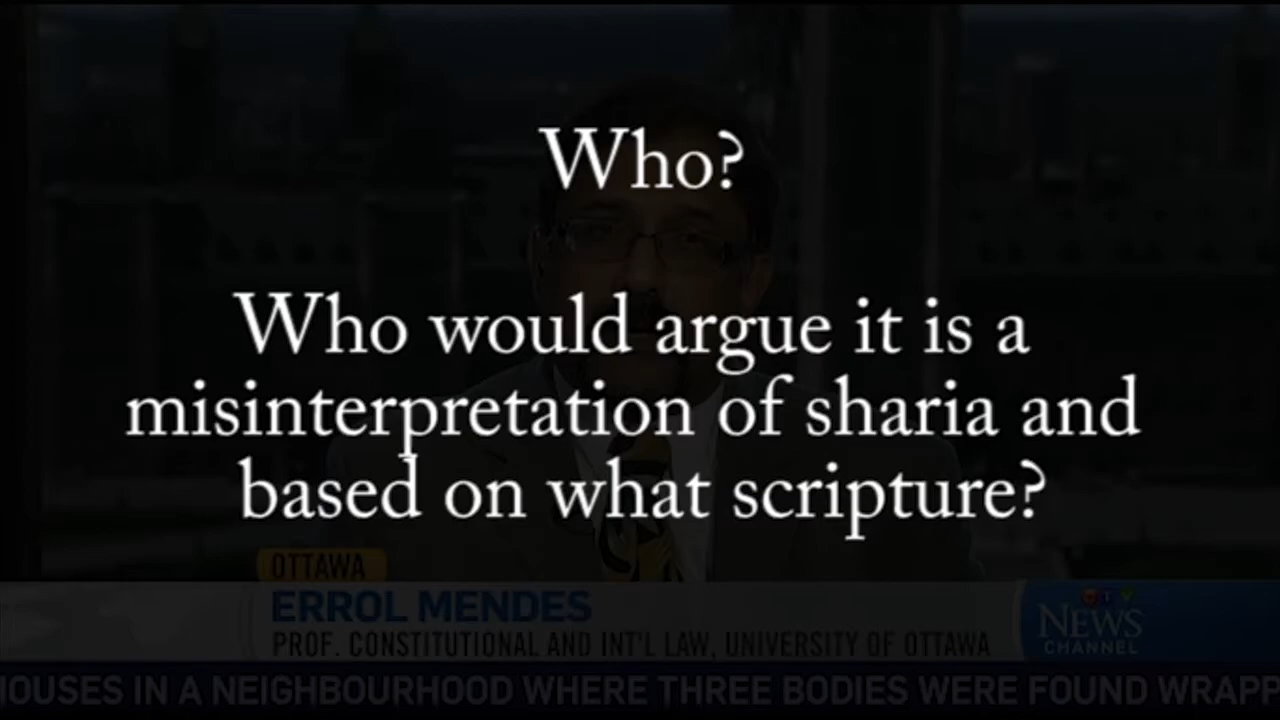 Who?
Who would argue it is a
misinterpretation of sharia and
based on what scripture?
OTTAWA
ERROL MENDES
PROF. CONSTITUTIONAL AND INT'L LAW, UNIVERSITY OF OTTAWA
CTV
NEWS
CHANNEL
HOUSES IN A NEIGHBOURHOOD WHERE THREE BODIES WERE FOUND WRAPP